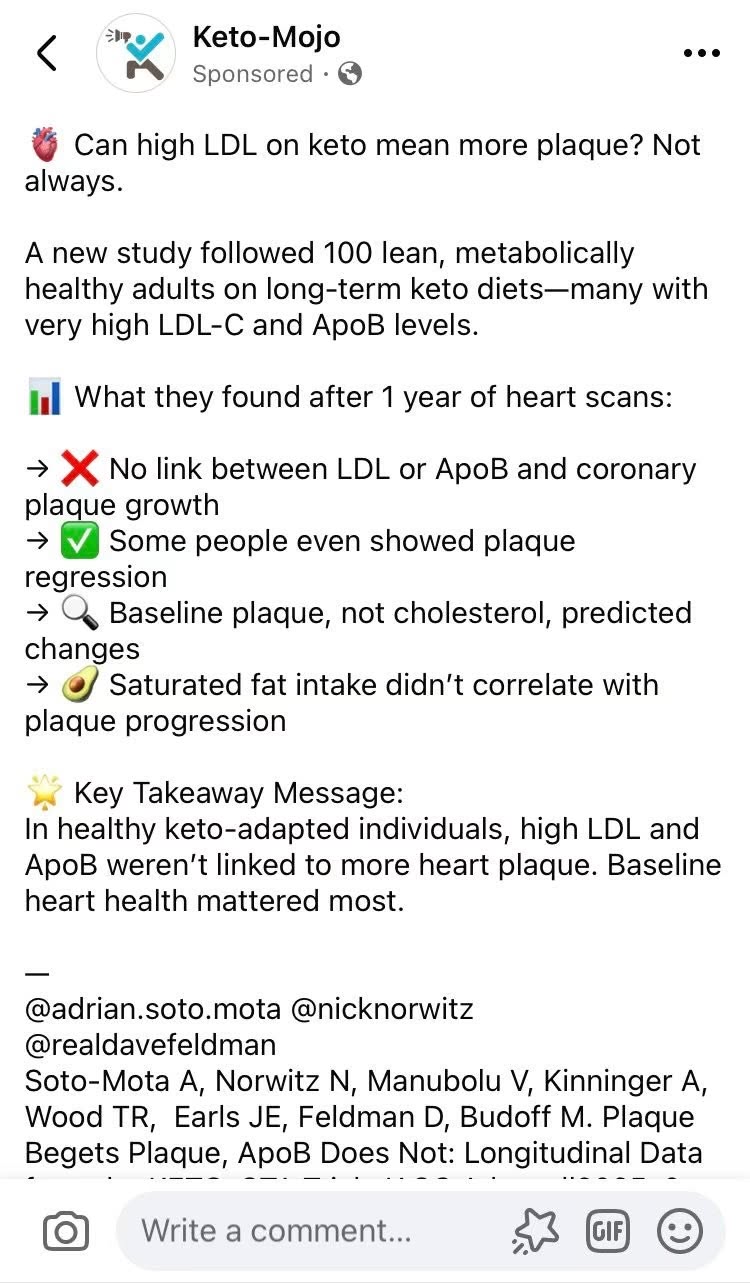 Keto-Mojo
Sponsored ·
Can high LDL on keto mean more plaque? Not
always.
A new study followed 100 lean, metabolically
healthy adults on long-term keto diets—many with
very high LDL-C and ApoB levels.
What they found after 1 year of heart scans:
→ ❌ No link between LDL or ApoB and coronary
plaque growth
→ ✅ Some people even showed plaque
regression
→ 🔍 Baseline plaque, not cholesterol, predicted
changes
→ 🥑 Saturated fat intake didn’t correlate with
plaque progression
🌟 Key Takeaway Message:
In healthy keto-adapted individuals, high LDL and
ApoB weren’t linked to more heart plaque. Baseline
heart health mattered most.
—
@adrian.soto.mota @nicknorwitz
@realdavefeldman
Soto-Mota A, Norwitz N, Manubolu V, Kinninger A,
Wood TR, Earls JE, Feldman D, Budoff M. Plaque
Begets Plaque, ApoB Does Not: Longitudinal Data
Write a comment...
GIF